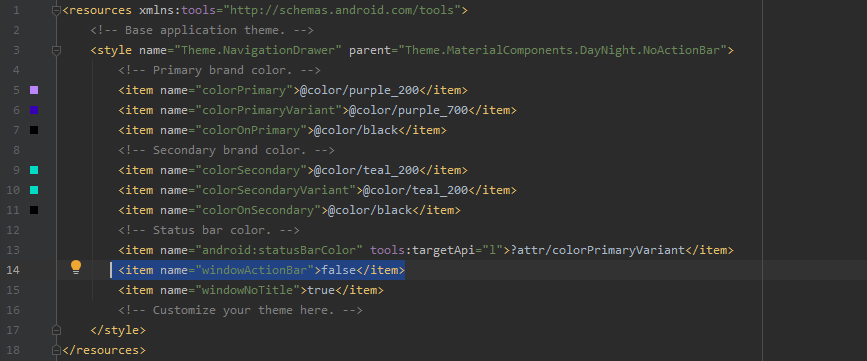 1 <resources xmlns:tools="http://schemas.android.com/tools">
2 <!-- Base application theme. -->
3 <style name="Theme.NavigationDrawer" parent="Theme.MaterialComponents.DayNight.NoActionBar">
4 <!-- Primary brand color. -->
5 <item name="colorPrimary">@color/purple_200</item>
6 <item name="colorPrimaryVariant">@color/purple_700</item>
7 <item name="colorOnPrimary">@color/black</item>
8 <!-- Secondary brand color. -->
9 <item name="colorSecondary">@color/teal_200</item>
10 <item name="colorSecondaryVariant">@color/teal_200</item>
11 <item name="colorOnSecondary">@color/black</item>
12 <!-- Status bar color. -->
13 <item name="android:statusBarColor" tools:targetApi="l">?attr/colorPrimaryVariant</item>
14 <item name="windowActionBar">false</item>
15 <item name="windowNoTitle">true</item>
16 <!-- Customize your theme here. -->
17 </style>
18 </resources>